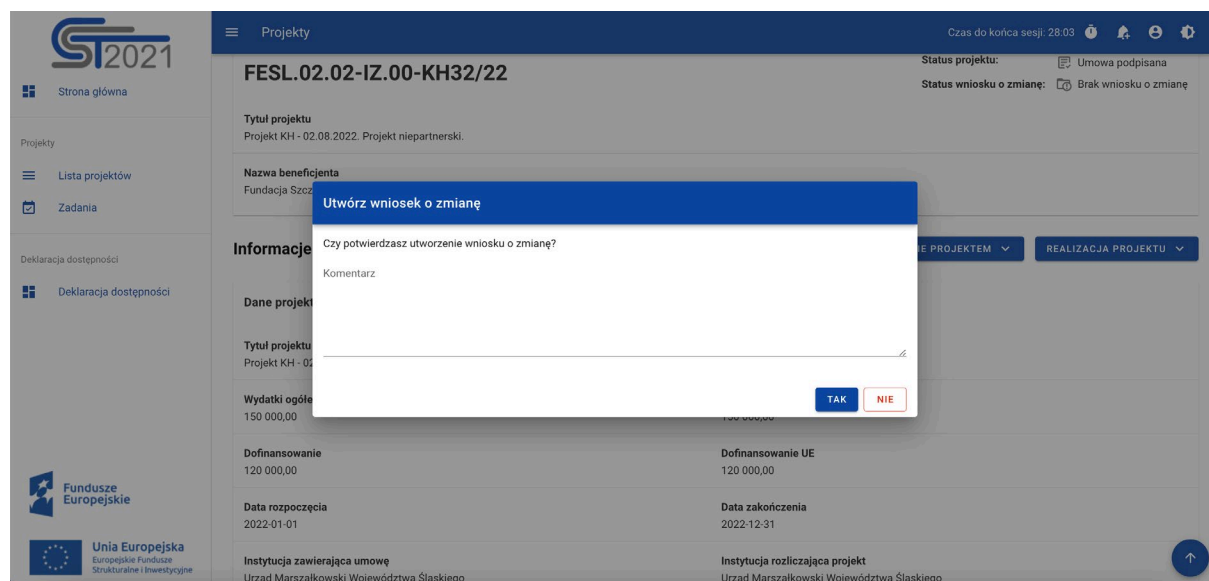 ST2021
Strona główna
Projekty
Lista projektów
Zadania
Deklaracja dostępności
Deklaracja dostępności
Fundusze
Europejskie
Unia Europejska
Europejskie Fundusze
Strukturalne i Inwestycyjne
Projekty
Czas do końca sesji: 28:03
FESL.02.02-IZ.00-KH32/22
Status projektu: Umowa podpisana
Status wniosku o zmianę: Brak wniosku o zmianę
Tytuł projektu
Projekt KH - 02.08.2022. Projekt niepartnerski.
Nazwa beneficjenta
Fundacja Szcz
Utwórz wniosek o zmianę
Czy potwierdzasz utworzenie wniosku o zmianę?
Komentarz
TAK NIE
Informacje
IE PROJEKTEM REALIZACJA PROJEKTU
Dane projekt
Tytuł projektu
Projekt KH - 02
Wydatki ogółe
150 000,00 150 000,00
Dofinansowanie Dofinansowanie UE
120 000,00 120 000,00
Data rozpoczęcia Data zakończenia
2022-01-01 2022-12-31
Instytucja zawierająca umowę Instytucja rozliczająca projekt
Urząd Marszałkowski Województwa Śląskiego Urząd Marszałkowski Województwa Śląskiego